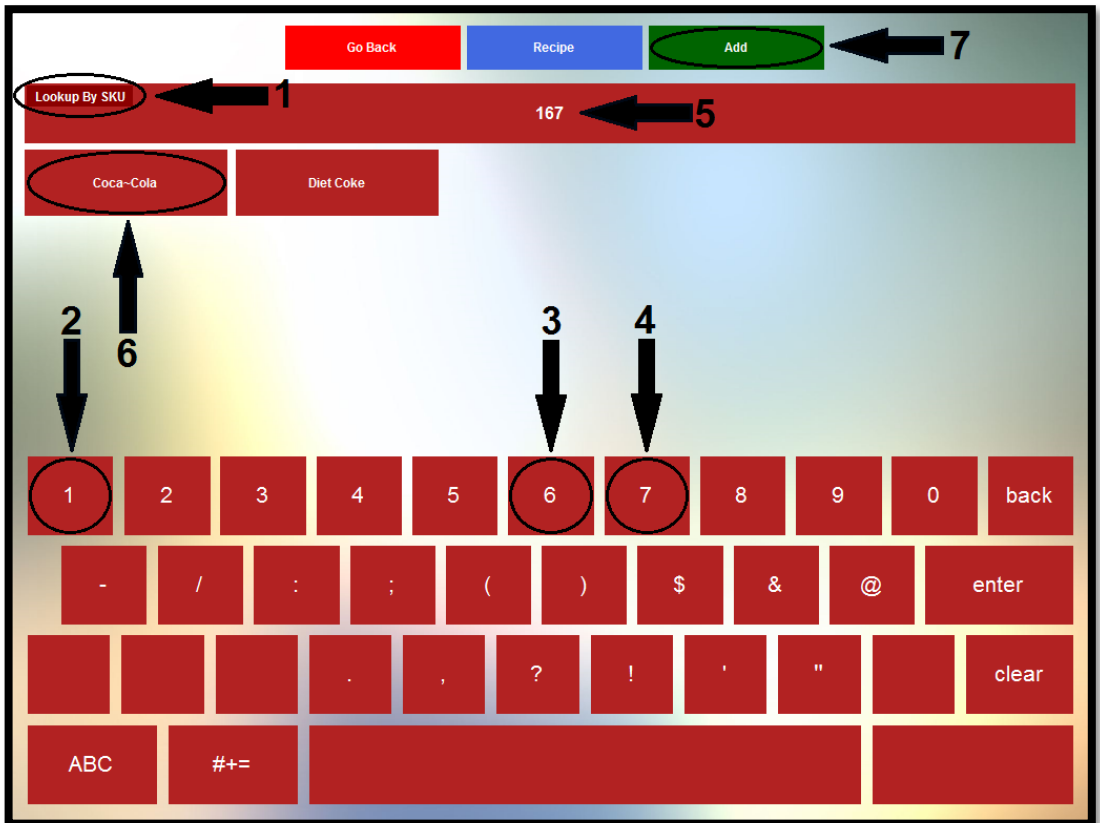 Go Back Recipe Add 7
Lookup By SKU 1
167 5
Coca~Cola Diet Coke
2 3 4
6
1 2 3 4 5 6 7 8 9 0 back
- / : ; ( ) $ & @ enter
. , ? ! ' " clear
ABC #+=